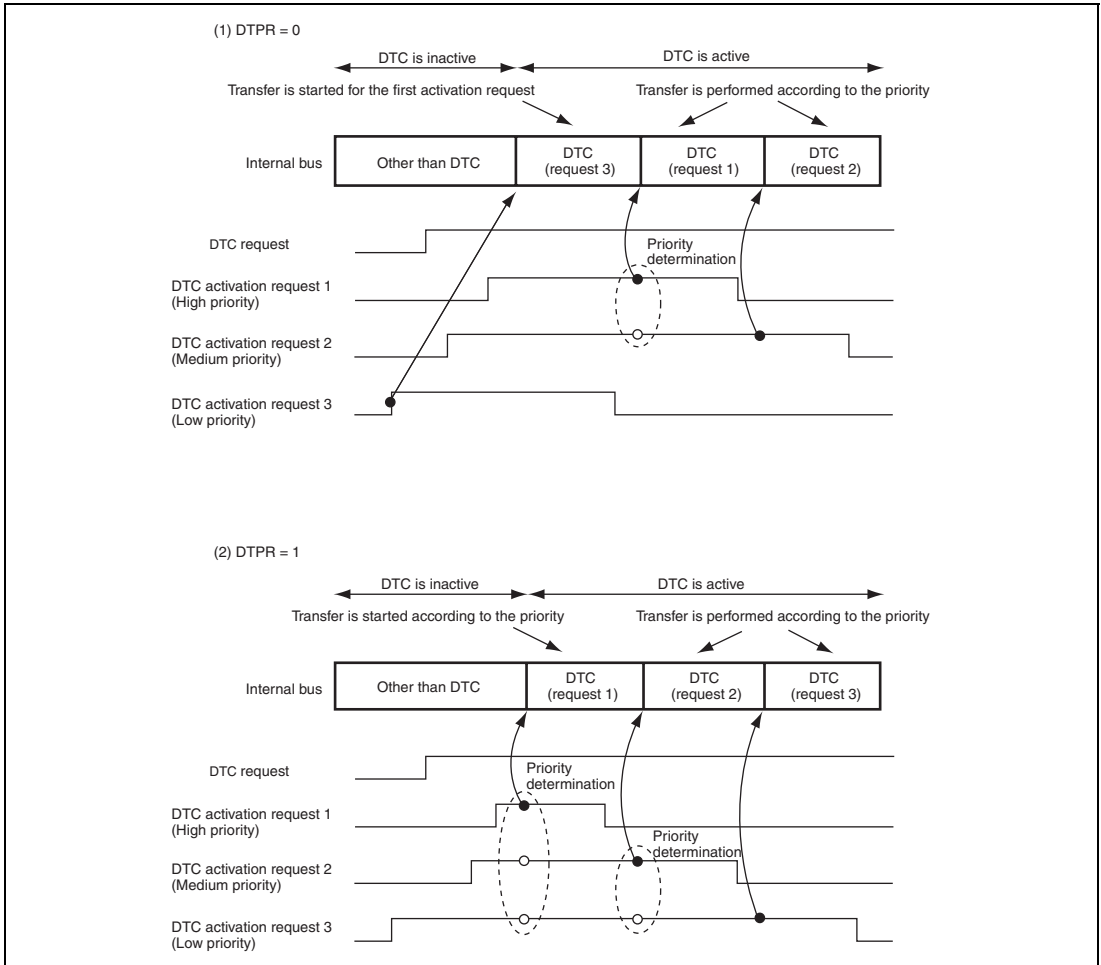 (1) DTPR = 0
DTC is inactive
DTC is active
Transfer is started for the first activation request
Transfer is performed according to the priority
Internal bus
Other than DTC
DTC
(request 3)
DTC
(request 1)
DTC
(request 2)
DTC request
Priority
determination
DTC activation request 1
(High priority)
DTC activation request 2
(Medium priority)
DTC activation request 3
(Low priority)
(2) DTPR = 1
DTC is inactive
DTC is active
Transfer is started according to the priority
Transfer is performed according to the priority
Internal bus
Other than DTC
DTC
(request 1)
DTC
(request 2)
DTC
(request 3)
DTC request
Priority
determination
DTC activation request 1
(High priority)
Priority
determination
DTC activation request 2
(Medium priority)
DTC activation request 3
(Low priority)